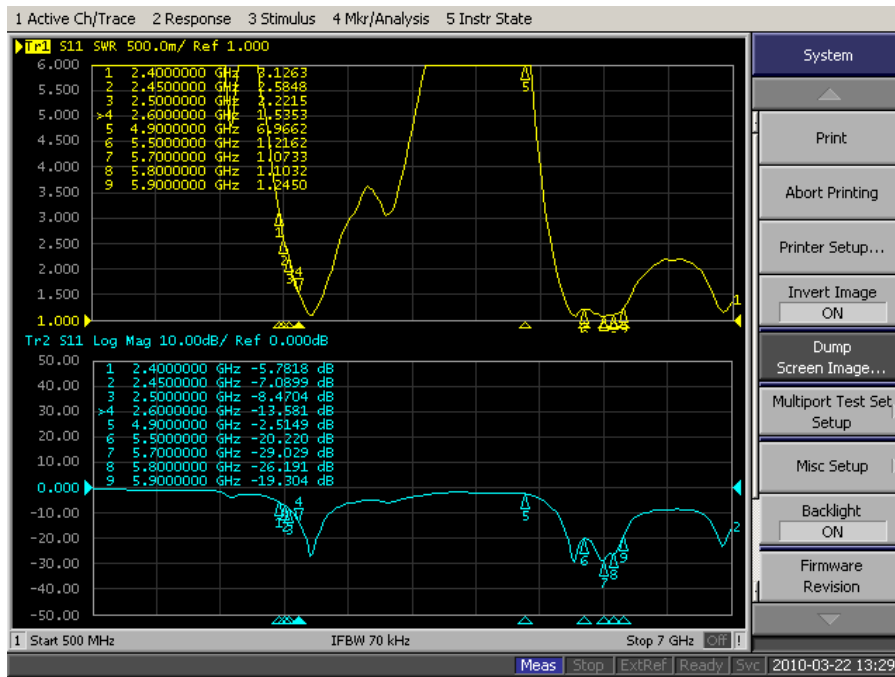 1 Active Ch/Trace 2 Response 3 Stimulus 4 Mkr/Analysis 5 Instr State
Tr1 S11 SWR 500.0m/ Ref 1.000
6.000
5.500
5.000
4.500
4.000
3.500
3.000
2.500
2.000
1.500
1.000
1 2.4000000 GHz 3.1263
2 2.4500000 GHz 2.5848
3 2.5000000 GHz 2.2215
>4 2.6000000 GHz 1.5353
5 4.9000000 GHz 6.9662
6 5.5000000 GHz 1.2162
7 5.7000000 GHz 1.0733
8 5.8000000 GHz 1.1032
9 5.9000000 GHz 1.2450
Tr2 S11 Log Mag 10.00dB/ Ref 0.000dB
50.00
40.00
30.00
20.00
10.00
0.000
-10.00
-20.00
-30.00
-40.00
-50.00
1 2.4000000 GHz -5.7818 dB
2 2.4500000 GHz -7.0899 dB
3 2.5000000 GHz -8.4704 dB
>4 2.6000000 GHz -13.581 dB
5 4.9000000 GHz -2.5149 dB
6 5.5000000 GHz -20.220 dB
7 5.7000000 GHz -29.029 dB
8 5.8000000 GHz -26.191 dB
9 5.9000000 GHz -19.304 dB
1 Start 500 MHz IFBW 70 kHz Stop 7 GHz Off !
System
Print
Abort Printing
Printer Setup...
Invert Image
ON
Dump
Screen Image...
Multiport Test Set
Setup
Misc Setup
Backlight
ON
Firmware
Revision
Meas Stop ExtRef Ready Svc 2010-03-22 13:29